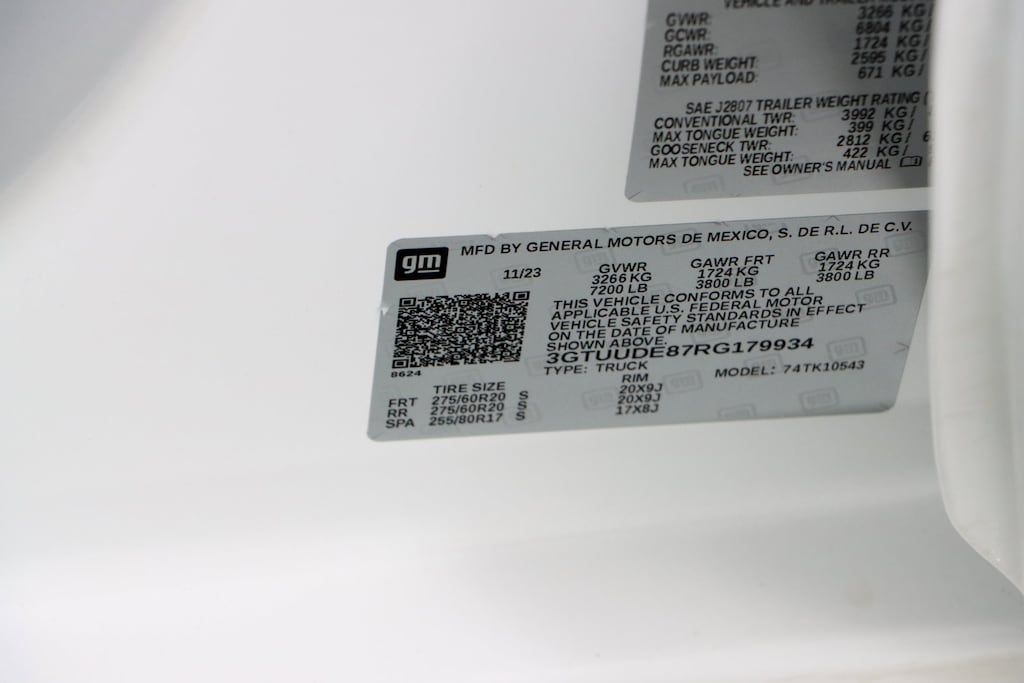 GVWR: 3266 KG/
GCWR: 6804 KG/
RGAWR: 1724 KG/
CURB WEIGHT: 2595 KG/
MAX PAYLOAD: 671 KG/
SAE J2807 TRAILER WEIGHT RATING
CONVENTIONAL TWR: 3992 KG/
MAX TONGUE WEIGHT: 399 KG/
GOOSENECK TWR: 2812 KG/ 6
MAX TONGUE WEIGHT: 422 KG/
SEE OWNER'S MANUAL
gm
MFD BY GENERAL MOTORS DE MEXICO, S. DE R.L. DE C.V.
11/23 GVWR GAWR FRT GAWR RR
3266 KG 1724 KG 1724 KG
7200 LB 3800 LB 3800 LB
THIS VEHICLE CONFORMS TO ALL
APPLICABLE U.S. FEDERAL MOTOR
VEHICLE SAFETY STANDARDS IN EFFECT
ON THE DATE OF MANUFACTURE
SHOWN ABOVE.
3GTUUDE87RG179934
TYPE: TRUCK MODEL: 74TK10543
8624
TIRE SIZE RIM
FRT 275/60R20 S 20X9J
RR 275/60R20 S 20X9J
SPA 255/80R17 S 17X8J